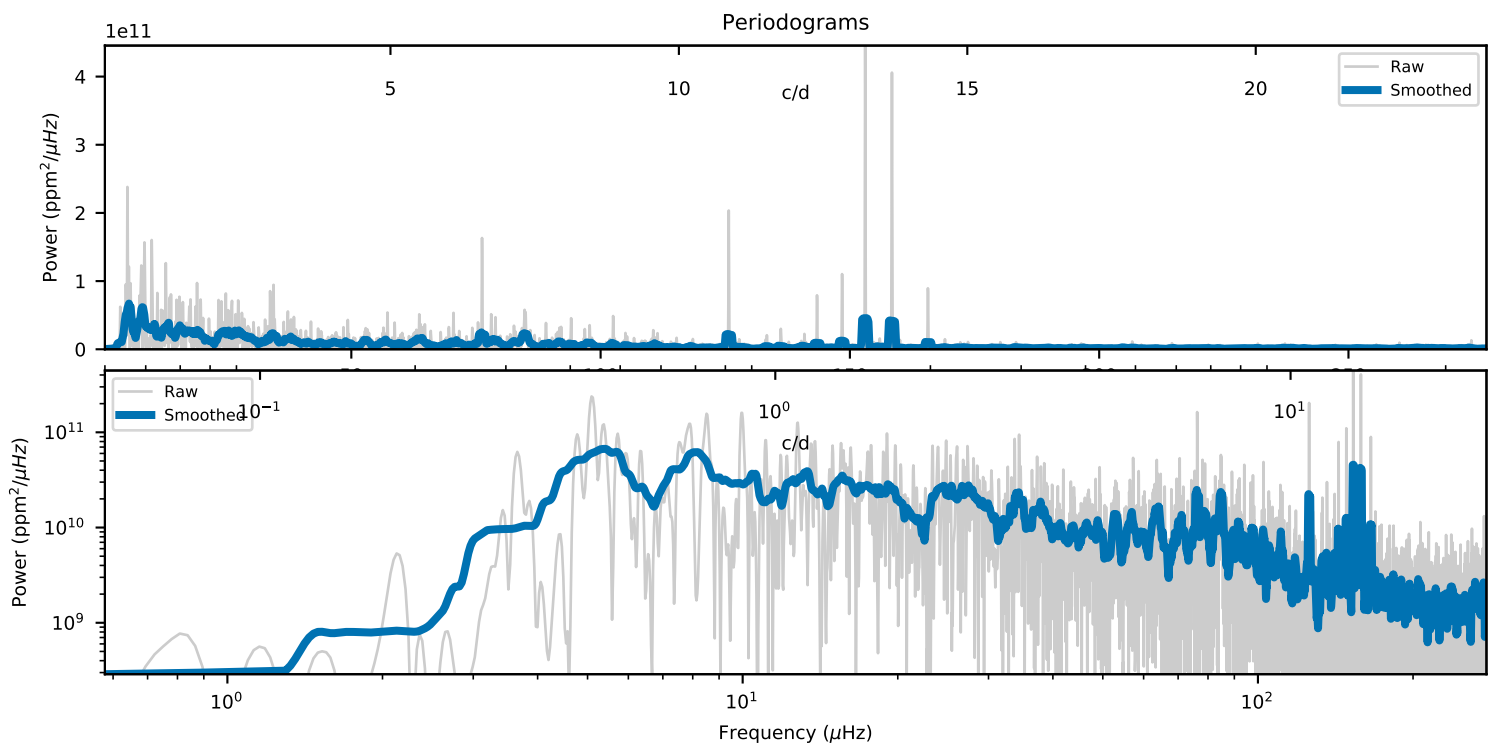 Periodograms
1e11
Raw
Smoothed
5 10 15 20
c/d
Power (ppm²/μHz)
4
3
2
1
0
Raw
Smoothed
10⁻¹ 10⁰ 10¹
c/d
Power (ppm²/μHz)
10¹¹
10¹⁰
10⁹
10⁰ 10¹ 10²
Frequency (μHz)